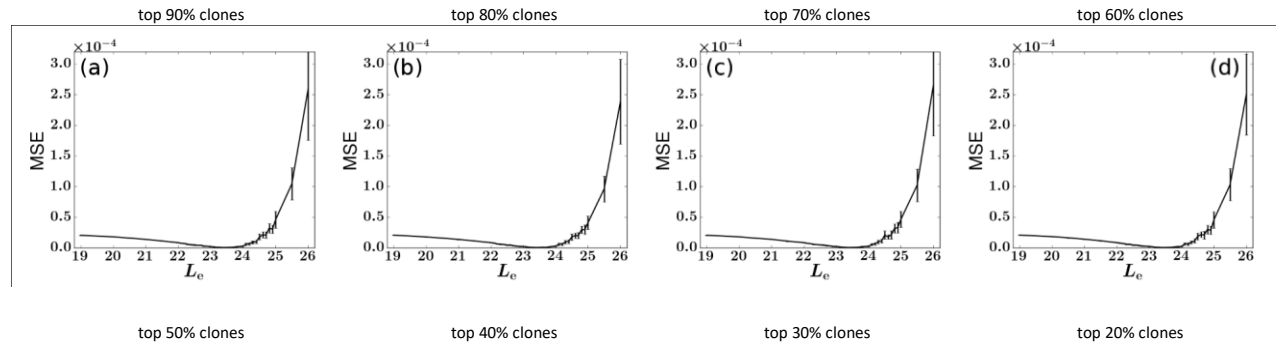 top 90% clones top 80% clones top 70% clones top 60% clones
×10⁻⁴ ×10⁻⁴ ×10⁻⁴ ×10⁻⁴
3.0 (a) 3.0 (b) 3.0 (c) 3.0 (d)
2.5 2.5 2.5 2.5
2.0 2.0 2.0 2.0
MSE MSE MSE MSE
1.5 1.5 1.5 1.5
1.0 1.0 1.0 1.0
0.5 0.5 0.5 0.5
0.0 0.0 0.0 0.0
19 20 21 22 23 24 25 26 19 20 21 22 23 24 25 26 19 20 21 22 23 24 25 26 19 20 21 22 23 24 25 26
Lₑ Lₑ Lₑ Lₑ
top 50% clones top 40% clones top 30% clones top 20% clones